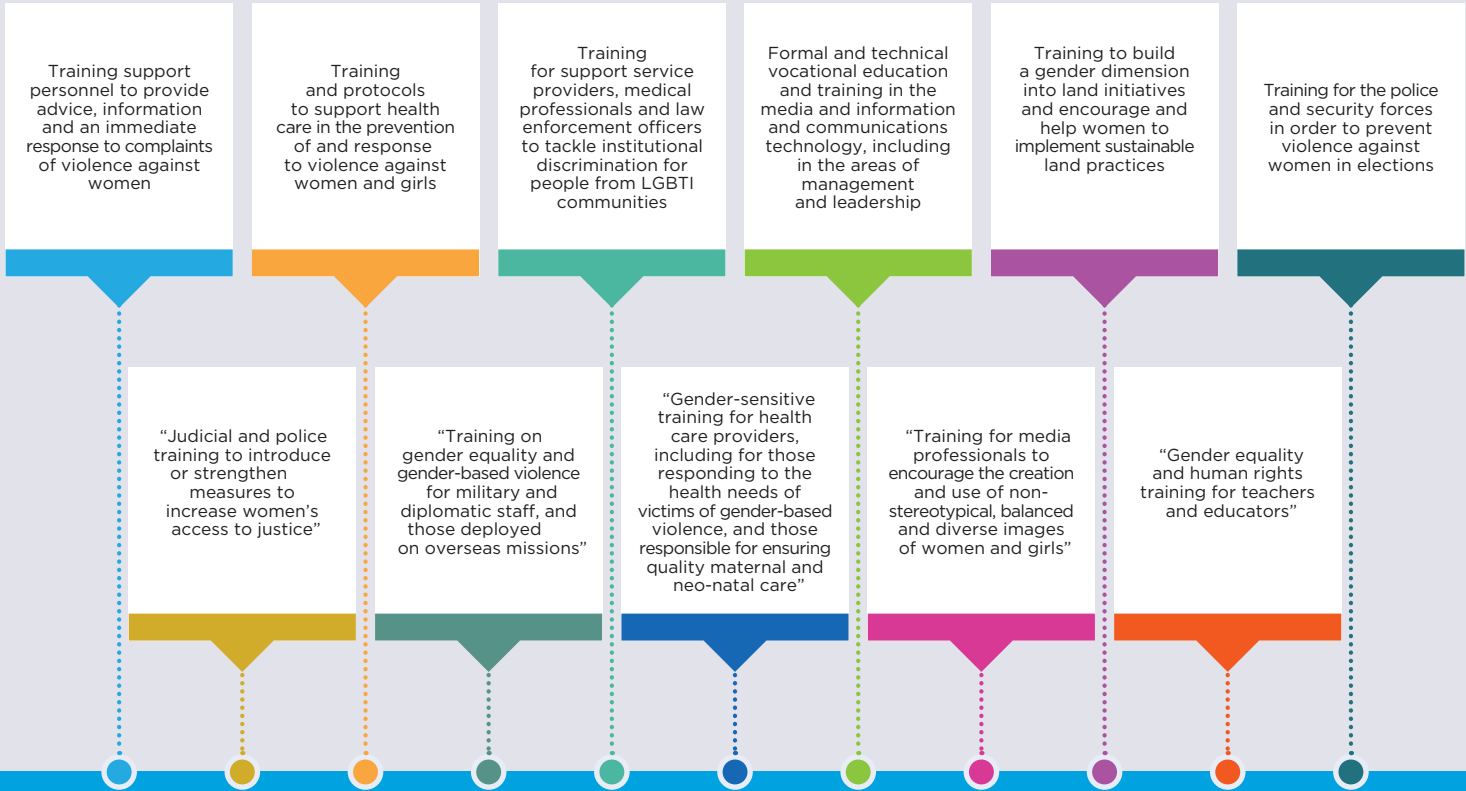 Training support
personnel to provide
advice, information
and an immediate
response to complaints
of violence against
women
Training
and protocols
to support health
care in the prevention
of and response
to violence against
women and girls
Training
for support service
providers, medical
professionals and law
enforcement officers
to tackle institutional
discrimination for
people from LGBTI
communities
Formal and technical
vocational education
and training in the
media and information
and communications
technology, including
in the areas of
management
and leadership
Training to build
a gender dimension
into land initiatives
and encourage and
help women to
implement sustainable
land practices
Training for the police
and security forces
in order to prevent
violence against
women in elections
“Judicial and police
training to introduce
or strengthen
measures to
increase women’s
access to justice”
“Training on
gender equality and
gender-based violence
for military and
diplomatic staff, and
those deployed
on overseas missions”
“Gender-sensitive
training for health
care providers,
including for those
responding to the
health needs of
victims of gender-based
violence, and those
responsible for ensuring
quality maternal and
neo-natal care”
“Training for media
professionals to
encourage the creation
and use of non-
stereotypical, balanced
and diverse images
of women and girls”
“Gender equality
and human rights
training for teachers
and educators”